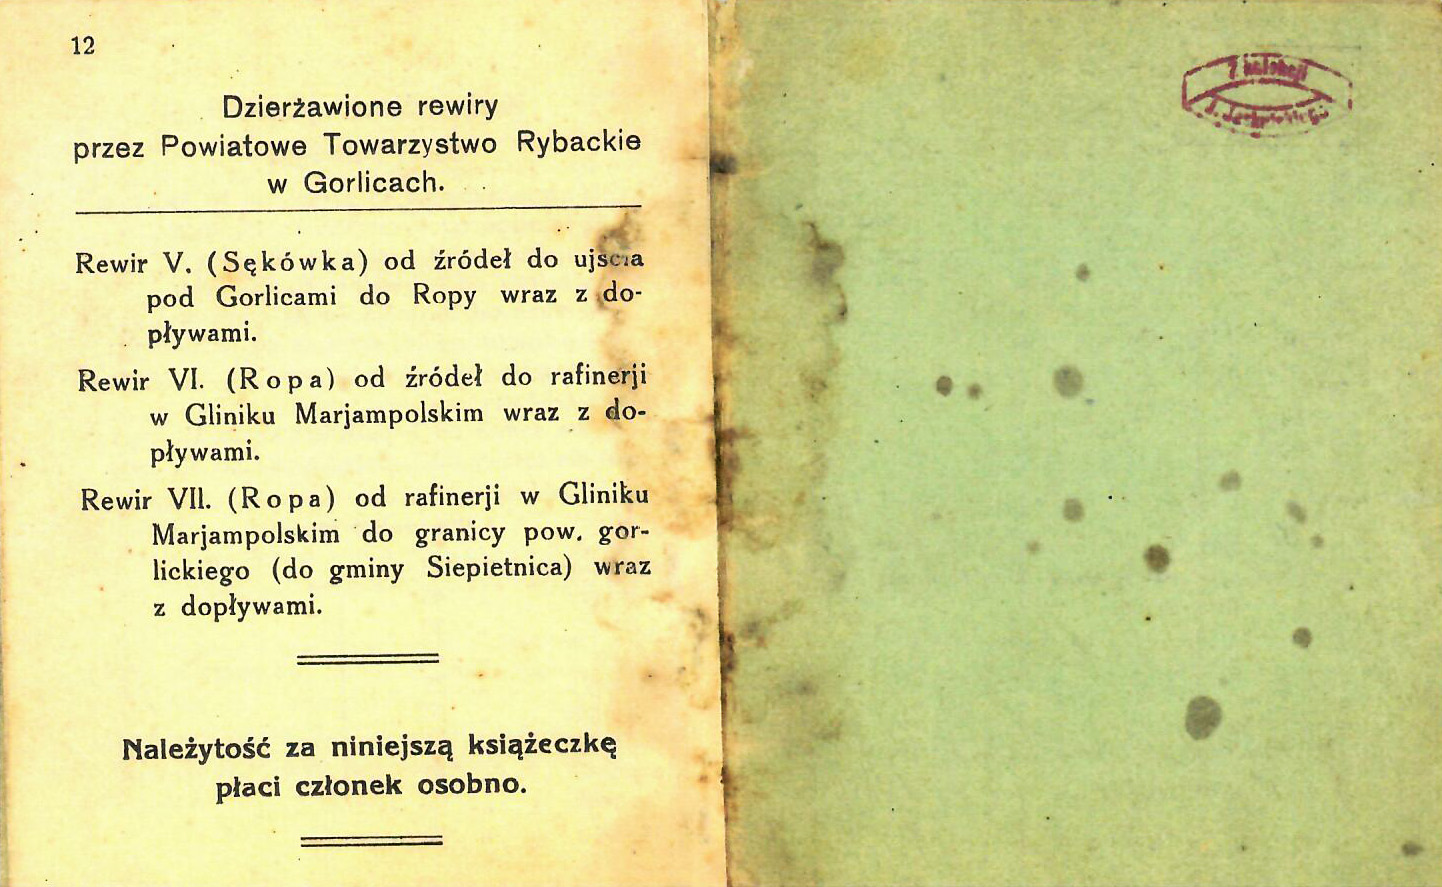 12
Dzierżawione rewiry
przez Powiatowe Towarzystwo Rybackie
w Gorlicach.
Rewir V. (Sękówka) od źródeł do ujścia
pod Gorlicami do Ropy wraz z do-
pływami.
Rewir VI. (Ropa) od źródeł do rafinerji
w Gliniku Marjampolskim wraz z do-
pływami.
Rewir VII. (Ropa) od rafinerji w Gliniku
Marjampolskim do granicy pow. gor-
lickiego (do gminy Siepietnica) wraz
z dopływami.
Należytość za niniejszą książeczkę
płaci członek osobno.